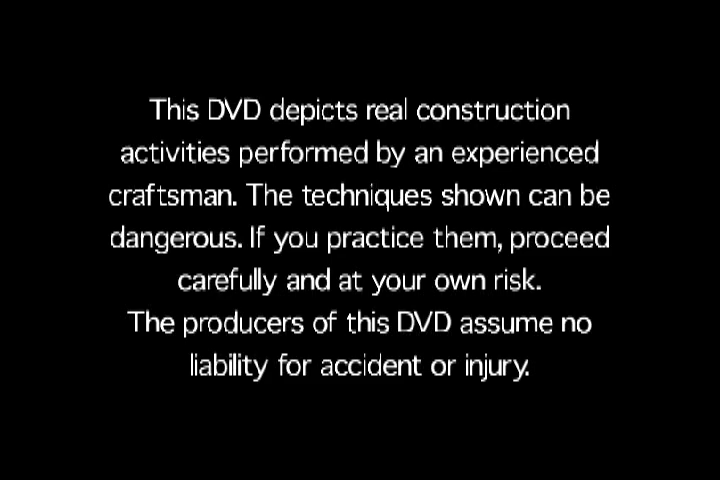 This DVD depicts real construction
activities performed by an experienced
craftsman. The techniques shown can be
dangerous. If you practice them, proceed
carefully and at your own risk.
The producers of this DVD assume no
liability for accident or injury.